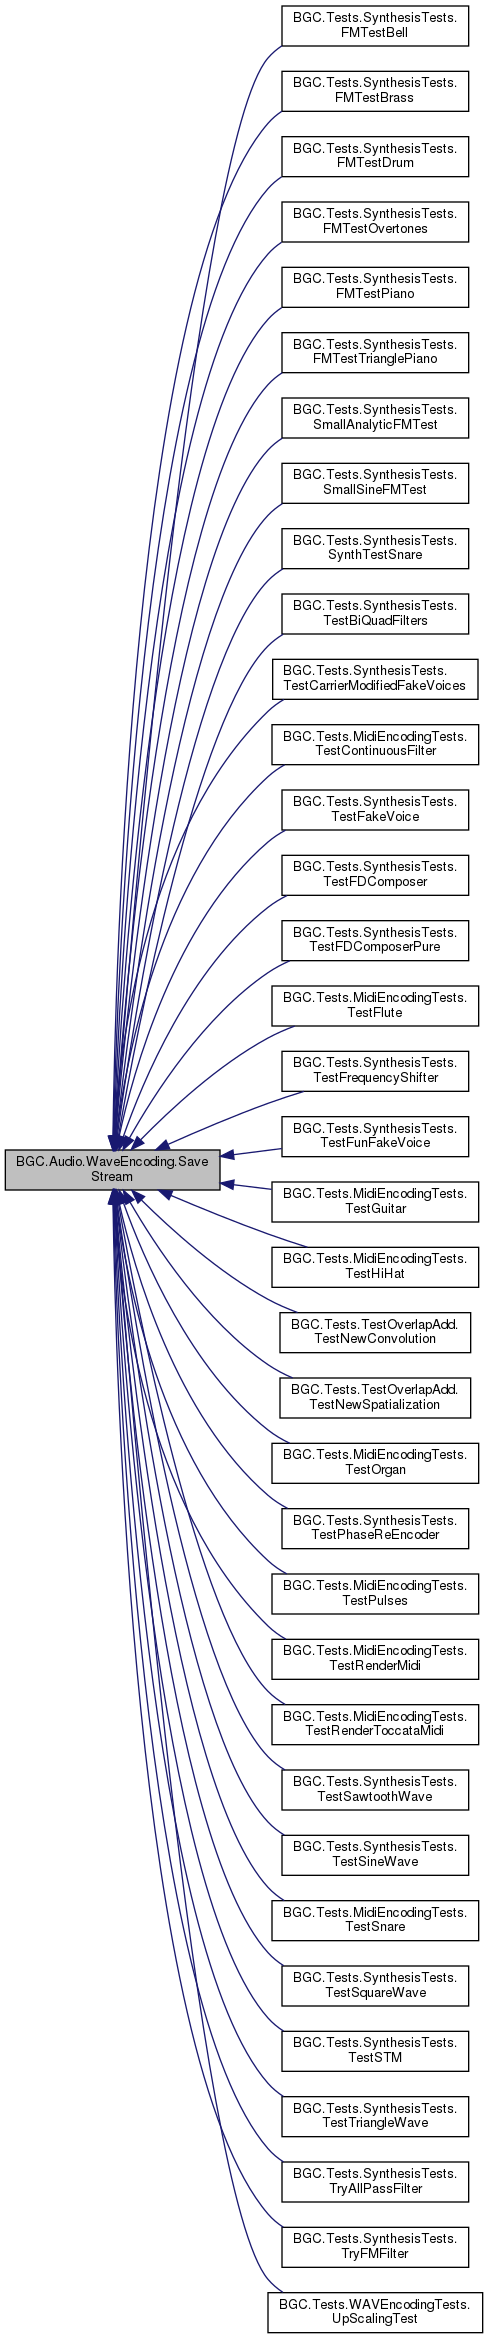 BGC.Tests.SynthesisTests.
FMTestBell
BGC.Tests.SynthesisTests.
FMTestBrass
BGC.Tests.SynthesisTests.
FMTestDrum
BGC.Tests.SynthesisTests.
FMTestOvertones
BGC.Tests.SynthesisTests.
FMTestPiano
BGC.Tests.SynthesisTests.
FMTestTrianglePiano
BGC.Tests.SynthesisTests.
SmallAnalyticFMTest
BGC.Tests.SynthesisTests.
SmallSineFMTest
BGC.Tests.SynthesisTests.
SynthTestSnare
BGC.Tests.SynthesisTests.
TestBiQuadFilters
BGC.Tests.SynthesisTests.
TestCarrierModifiedFakeVoices
BGC.Tests.MidiEncodingTests.
TestContinuousFilter
BGC.Tests.SynthesisTests.
TestFakeVoice
BGC.Tests.SynthesisTests.
TestFDComposer
BGC.Tests.SynthesisTests.
TestFDComposerPure
BGC.Tests.MidiEncodingTests.
TestFlute
BGC.Tests.SynthesisTests.
TestFrequencyShifter
BGC.Tests.SynthesisTests.
TestFunFakeVoice
BGC.Audio.WaveEncoding.Save
Stream
BGC.Tests.MidiEncodingTests.
TestGuitar
BGC.Tests.MidiEncodingTests.
TestHiHat
BGC.Tests.TestOverlapAdd.
TestNewConvolution
BGC.Tests.TestOverlapAdd.
TestNewSpatialization
BGC.Tests.MidiEncodingTests.
TestOrgan
BGC.Tests.SynthesisTests.
TestPhaseReEncoder
BGC.Tests.MidiEncodingTests.
TestPulses
BGC.Tests.MidiEncodingTests.
TestRenderMidi
BGC.Tests.MidiEncodingTests.
TestRenderToccataMidi
BGC.Tests.SynthesisTests.
TestSawtoothWave
BGC.Tests.SynthesisTests.
TestSineWave
BGC.Tests.MidiEncodingTests.
TestSnare
BGC.Tests.SynthesisTests.
TestSquareWave
BGC.Tests.SynthesisTests.
TestSTM
BGC.Tests.SynthesisTests.
TestTriangleWave
BGC.Tests.SynthesisTests.
TryAllPassFilter
BGC.Tests.SynthesisTests.
TryFMFilter
BGC.Tests.WAVEncodingTests.
UpScalingTest